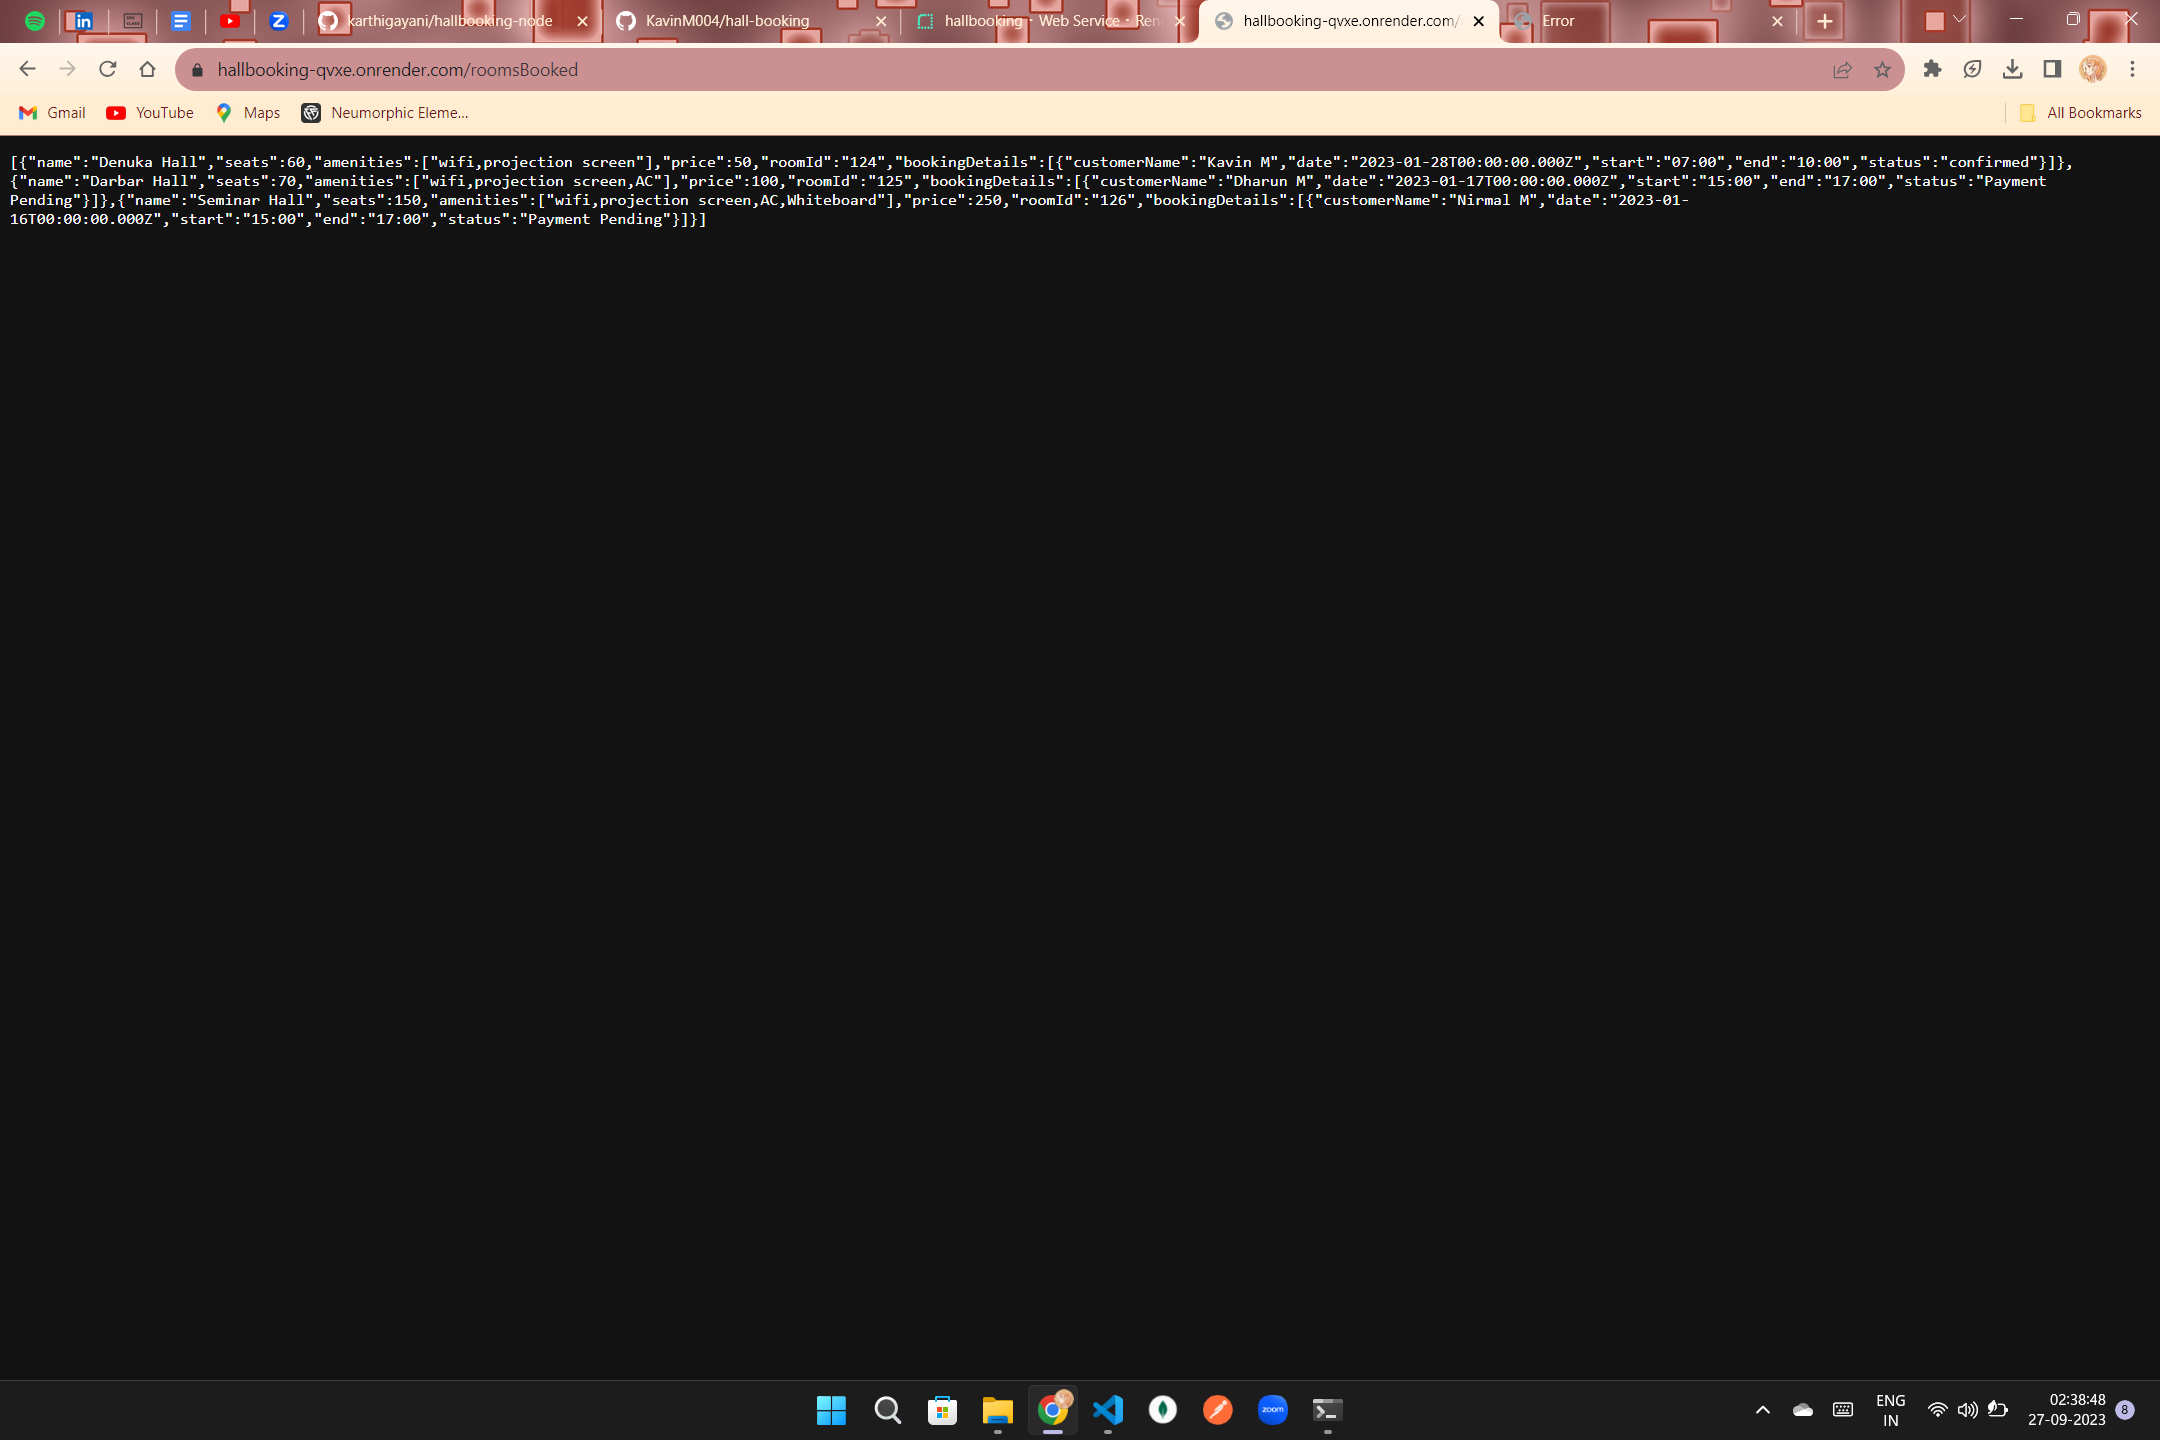 karthigayani/hallbooking-node
KavinM004/hall-booking
hallbooking · Web Service · Ren
hallbooking-qvxe.onrender.com/
Error
hallbooking-qvxe.onrender.com/roomsBooked
Gmail
YouTube
Maps
Neumorphic Eleme...
All Bookmarks
[{"name":"Denuka Hall","seats":60,"amenities":["wifi,projection screen"],"price":50,"roomId":"124","bookingDetails":[{"customerName":"Kavin M","date":"2023-01-28T00:00:00.000Z","start":"07:00","end":"10:00","status":"confirmed"}]},
{"name":"Darbar Hall","seats":70,"amenities":["wifi,projection screen,AC"],"price":100,"roomId":"125","bookingDetails":[{"customerName":"Dharun M","date":"2023-01-17T00:00:00.000Z","start":"15:00","end":"17:00","status":"Payment
Pending"}]},{"name":"Seminar Hall","seats":150,"amenities":["wifi,projection screen,AC,Whiteboard"],"price":250,"roomId":"126","bookingDetails":[{"customerName":"Nirmal M","date":"2023-01-
16T00:00:00.000Z","start":"15:00","end":"17:00","status":"Payment Pending"}]}]
zoom
ENG
IN
02:38:48
27-09-2023
8